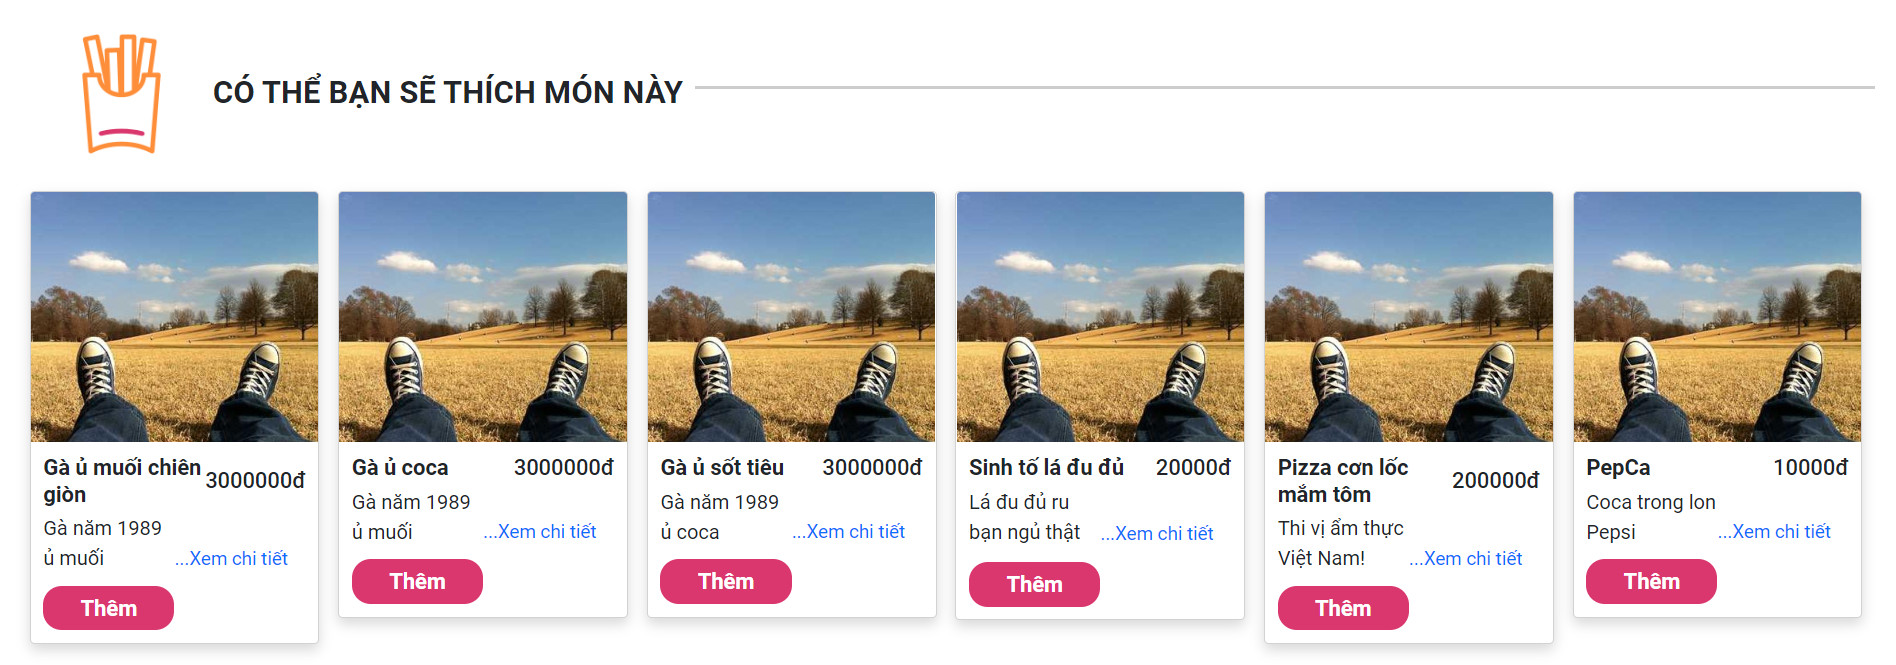 CÓ THỂ BẠN SẼ THÍCH MÓN NÀY
Gà ủ muối chiên
giòn
3000000đ
Gà năm 1989
ủ muối
...Xem chi tiết
Thêm
Gà ủ coca
3000000đ
Gà năm 1989
ủ muối
...Xem chi tiết
Thêm
Gà ủ sốt tiêu
3000000đ
Gà năm 1989
ủ coca
...Xem chi tiết
Thêm
Sinh tố lá đu đủ
20000đ
Lá đu đủ ru
bạn ngủ thật
...Xem chi tiết
Thêm
Pizza cơn lốc
mắm tôm
200000đ
Thi vị ẩm thực
Việt Nam!
...Xem chi tiết
Thêm
PepCa
10000đ
Coca trong lon
Pepsi
...Xem chi tiết
Thêm